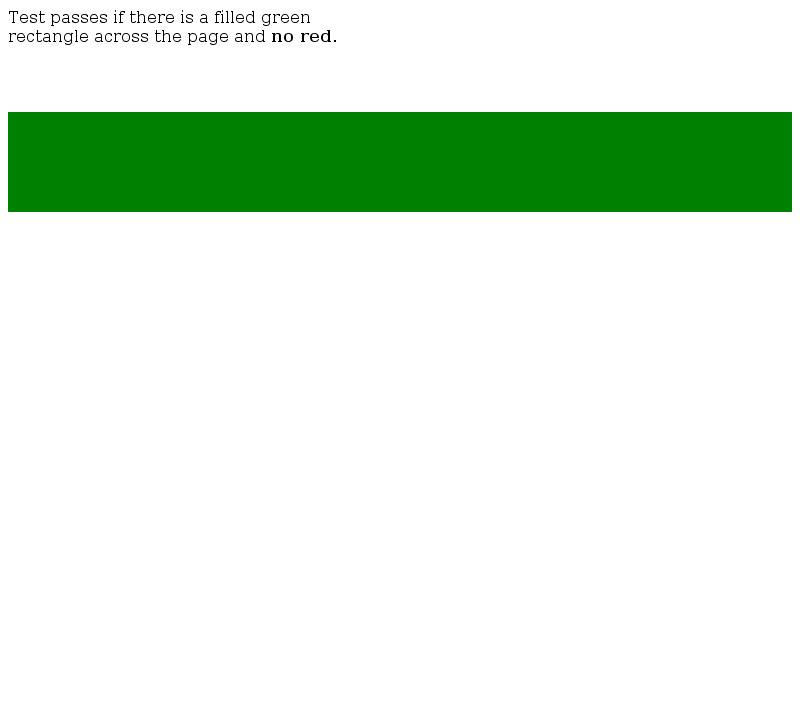 Test passes if there is a filled green
rectangle across the page and no red.